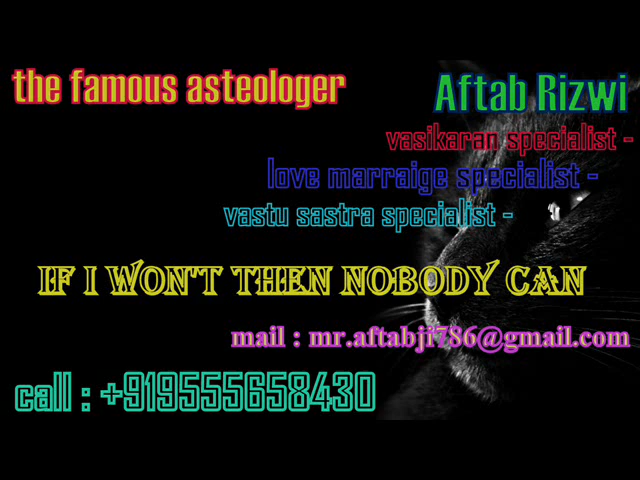 the famous asteologer
Aftab Rizwi
vasikaran specialist -
love marraige specialist -
vastu sastra specialist -
IF I WON'T THEN NOBODY CAN
mail : mr.aftabji786@gmail.com
call : +919555658430